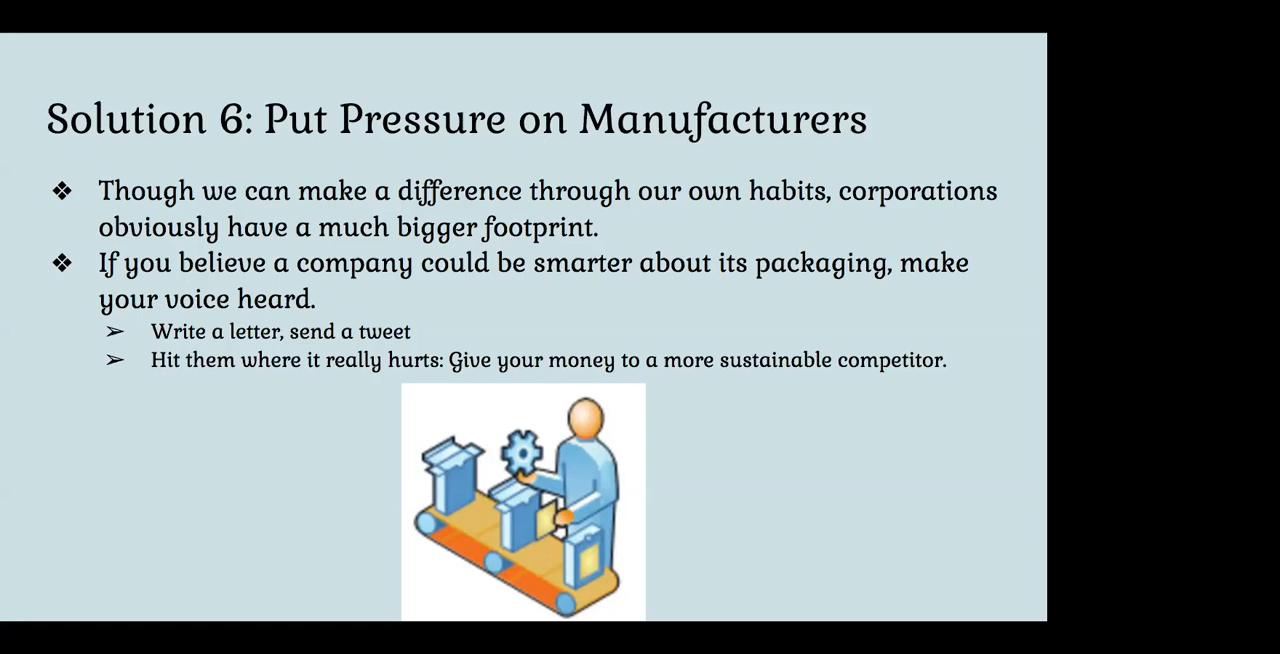 Solution 6: Put Pressure on Manufacturers
❖ Though we can make a difference through our own habits, corporations
obviously have a much bigger footprint.
❖ If you believe a company could be smarter about its packaging, make
your voice heard.
➢ Write a letter, send a tweet
➢ Hit them where it really hurts: Give your money to a more sustainable competitor.